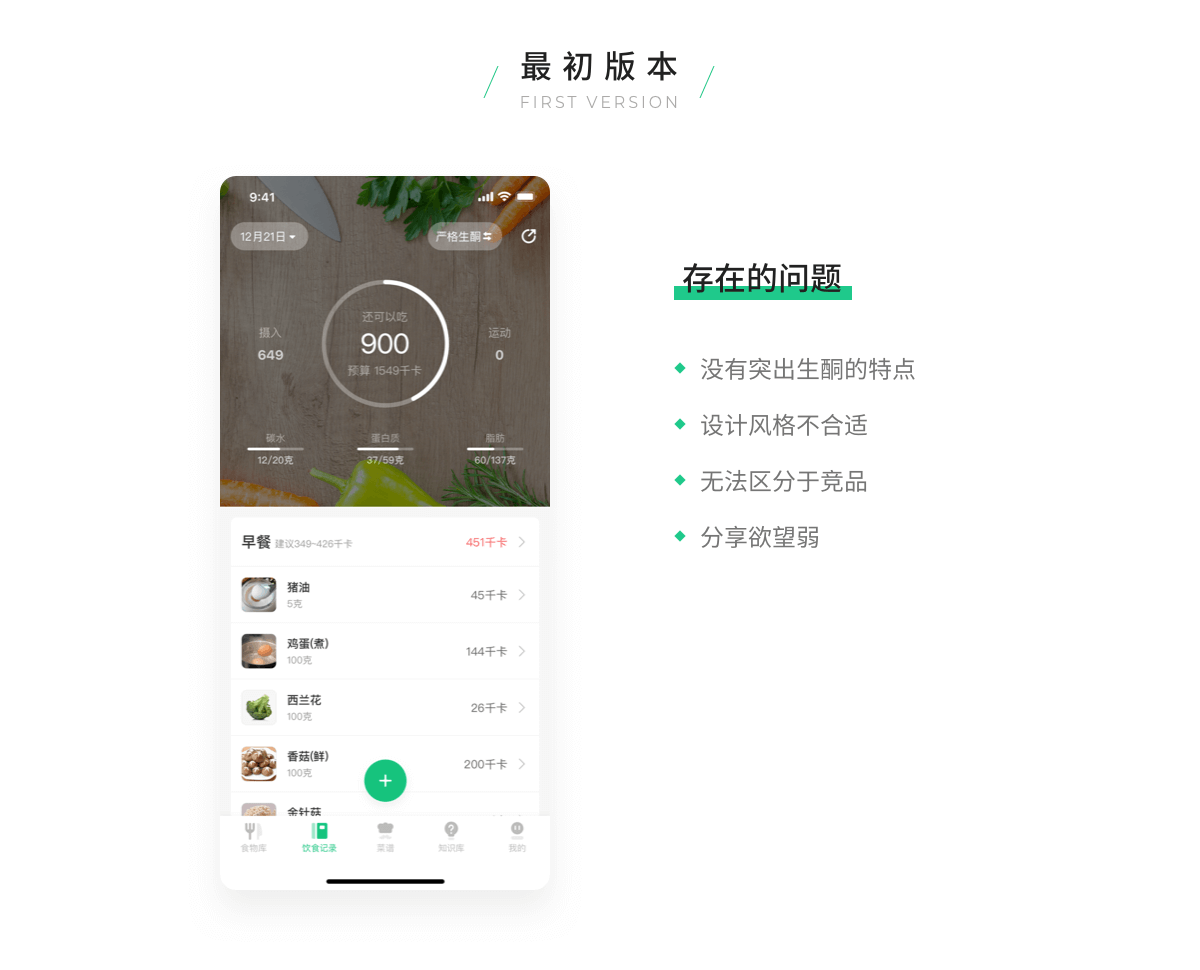 最初版本
FIRST VERSION
9:41
12月21日
严格生酮
还可以吃
摄入
900
运动
649
0
预算 1549千卡
碳水
蛋白质
脂肪
12/20克
37/59克
60/137克
早餐 建议349~426千卡 451千卡
猪油
5克
45千卡
鸡蛋(煮)
100克
144千卡
西兰花
100克
26千卡
香菇(鲜)
100克
200千卡
金针菇
食物库
饮食记录
菜谱
知识库
我的
存在的问题
没有突出生酮的特点
设计风格不合适
无法区分于竞品
分享欲望弱